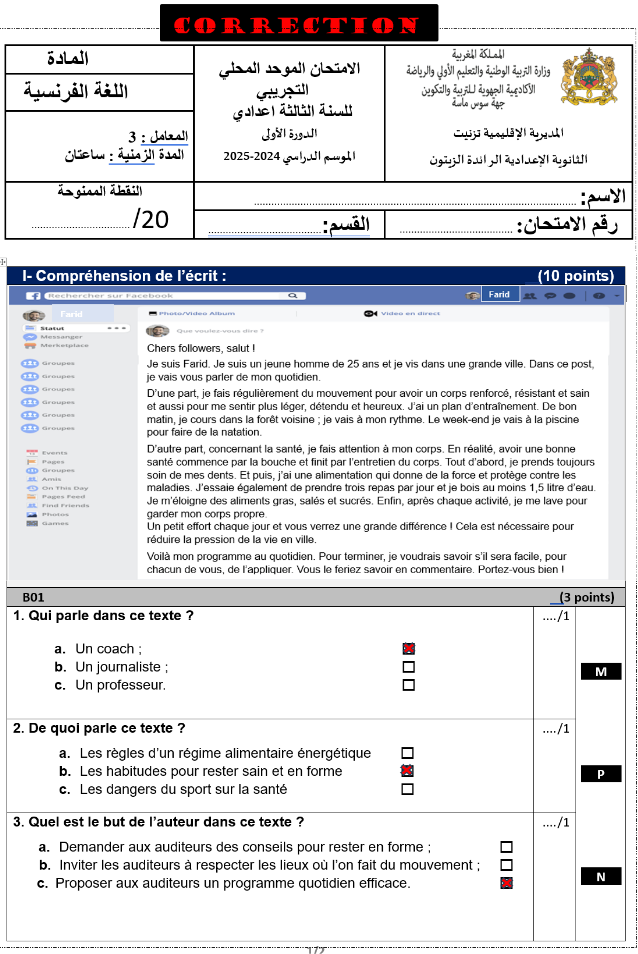 CORRECTION
المملكة المغربية
وزارة التربية الوطنية والتعليم الأولي والرياضة
الأكاديمية الجهوية للتربية والتكوين
جهة سوس ماسة
المديرية الإقليمية تزنيت
الثانوية الإعدادية الرائدة الزيتون
الامتحان الموحد المحلي
التجريبي
للسنة الثالثة اعدادي
الدورة الأولى
الموسم الدراسي 2024-2025
المادة
اللغة الفرنسية
المعامل : 3
المدة الزمنية : ساعتان
الاسم:
رقم الامتحان:
القسم:
النقطة الممنوحة
/20
I- Compréhension de l’écrit : (10 points)
Rechercher sur Facebook
Farid
Farid
Statut
Messanger
Merketplace
Groupes
Groupes
Groupes
Groupes
Groupes
Groupes
Events
Pages
Groupes
Amis
On This Day
Pages Feed
Find Friends
Photos
Games
Photo/Video Album
Video en direct
Que voulez-vous dire ?
Chers followers, salut !
Je suis Farid. Je suis un jeune homme de 25 ans et je vis dans une grande ville. Dans ce post,
je vais vous parler de mon quotidien.
D’une part, je fais régulièrement du mouvement pour avoir un corps renforcé, résistant et sain
et aussi pour me sentir plus léger, détendu et heureux. J’ai un plan d’entraînement. De bon
matin, je cours dans la forêt voisine ; je vais à mon rythme. Le week-end je vais à la piscine
pour faire de la natation.
D’autre part, concernant la santé, je fais attention à mon corps. En réalité, avoir une bonne
santé commence par la bouche et finit par l’entretien du corps. Tout d’abord, je prends toujours
soin de mes dents. Et puis, j’ai une alimentation qui donne de la force et protège contre les
maladies. J’essaie également de prendre trois repas par jour et je bois au moins 1,5 litre d’eau.
Je m’éloigne des aliments gras, salés et sucrés. Enfin, après chaque activité, je me lave pour
garder mon corps propre.
Un petit effort chaque jour et vous verrez une grande différence ! Cela est nécessaire pour
réduire la pression de la vie en ville.
Voilà mon programme au quotidien. Pour terminer, je voudrais savoir s’il sera facile, pour
chacun de vous, de l’appliquer. Vous le feriez savoir en commentaire. Portez-vous bien !
B01 (3 points)
1. Qui parle dans ce texte ? ..../1
a. Un coach ;
b. Un journaliste ;
c. Un professeur.
M
2. De quoi parle ce texte ? ..../1
a. Les règles d’un régime alimentaire énergétique
b. Les habitudes pour rester sain et en forme
c. Les dangers du sport sur la santé
P
3. Quel est le but de l’auteur dans ce texte ? ..../1
a. Demander aux auditeurs des conseils pour rester en forme ;
b. Inviter les auditeurs à respecter les lieux où l’on fait du mouvement ;
c. Proposer aux auditeurs un programme quotidien efficace.
N